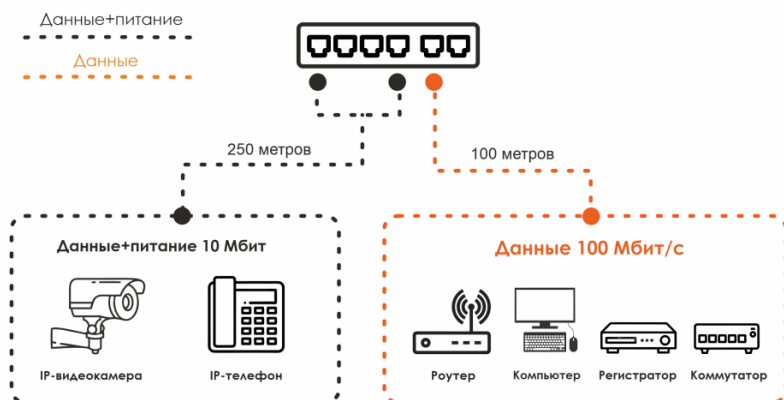 Данные+питание
Данные
250 метров
100 метров
Данные+питание 10 Мбит
Данные 100 Мбит/с
IP-видеокамера
IP-телефон
Роутер
Компьютер
Регистратор
Коммутатор